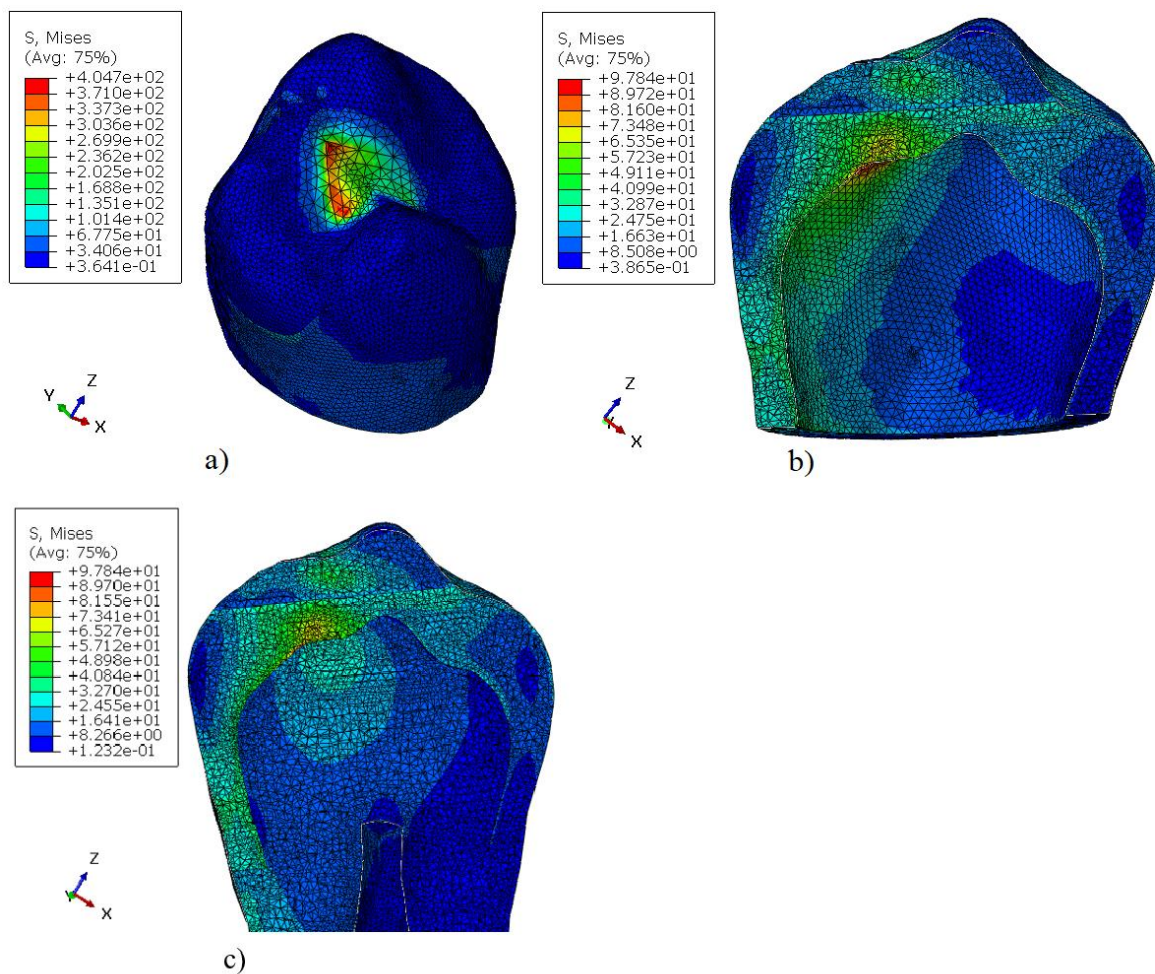 S, Mises
(Avg: 75%)
+4.047e+02
+3.710e+02
+3.373e+02
+3.036e+02
+2.699e+02
+2.362e+02
+2.025e+02
+1.688e+02
+1.351e+02
+1.014e+02
+6.775e+01
+3.406e+01
+3.641e-01
Y
Z
X
a)
S, Mises
(Avg: 75%)
+9.784e+01
+8.972e+01
+8.160e+01
+7.348e+01
+6.535e+01
+5.723e+01
+4.911e+01
+4.099e+01
+3.287e+01
+2.475e+01
+1.663e+01
+8.508e+00
+3.865e-01
Z
Y
X
b)
S, Mises
(Avg: 75%)
+9.784e+01
+8.970e+01
+8.155e+01
+7.341e+01
+6.527e+01
+5.712e+01
+4.898e+01
+4.084e+01
+3.270e+01
+2.455e+01
+1.641e+01
+8.266e+00
+1.232e-01
Z
Y
X
c)